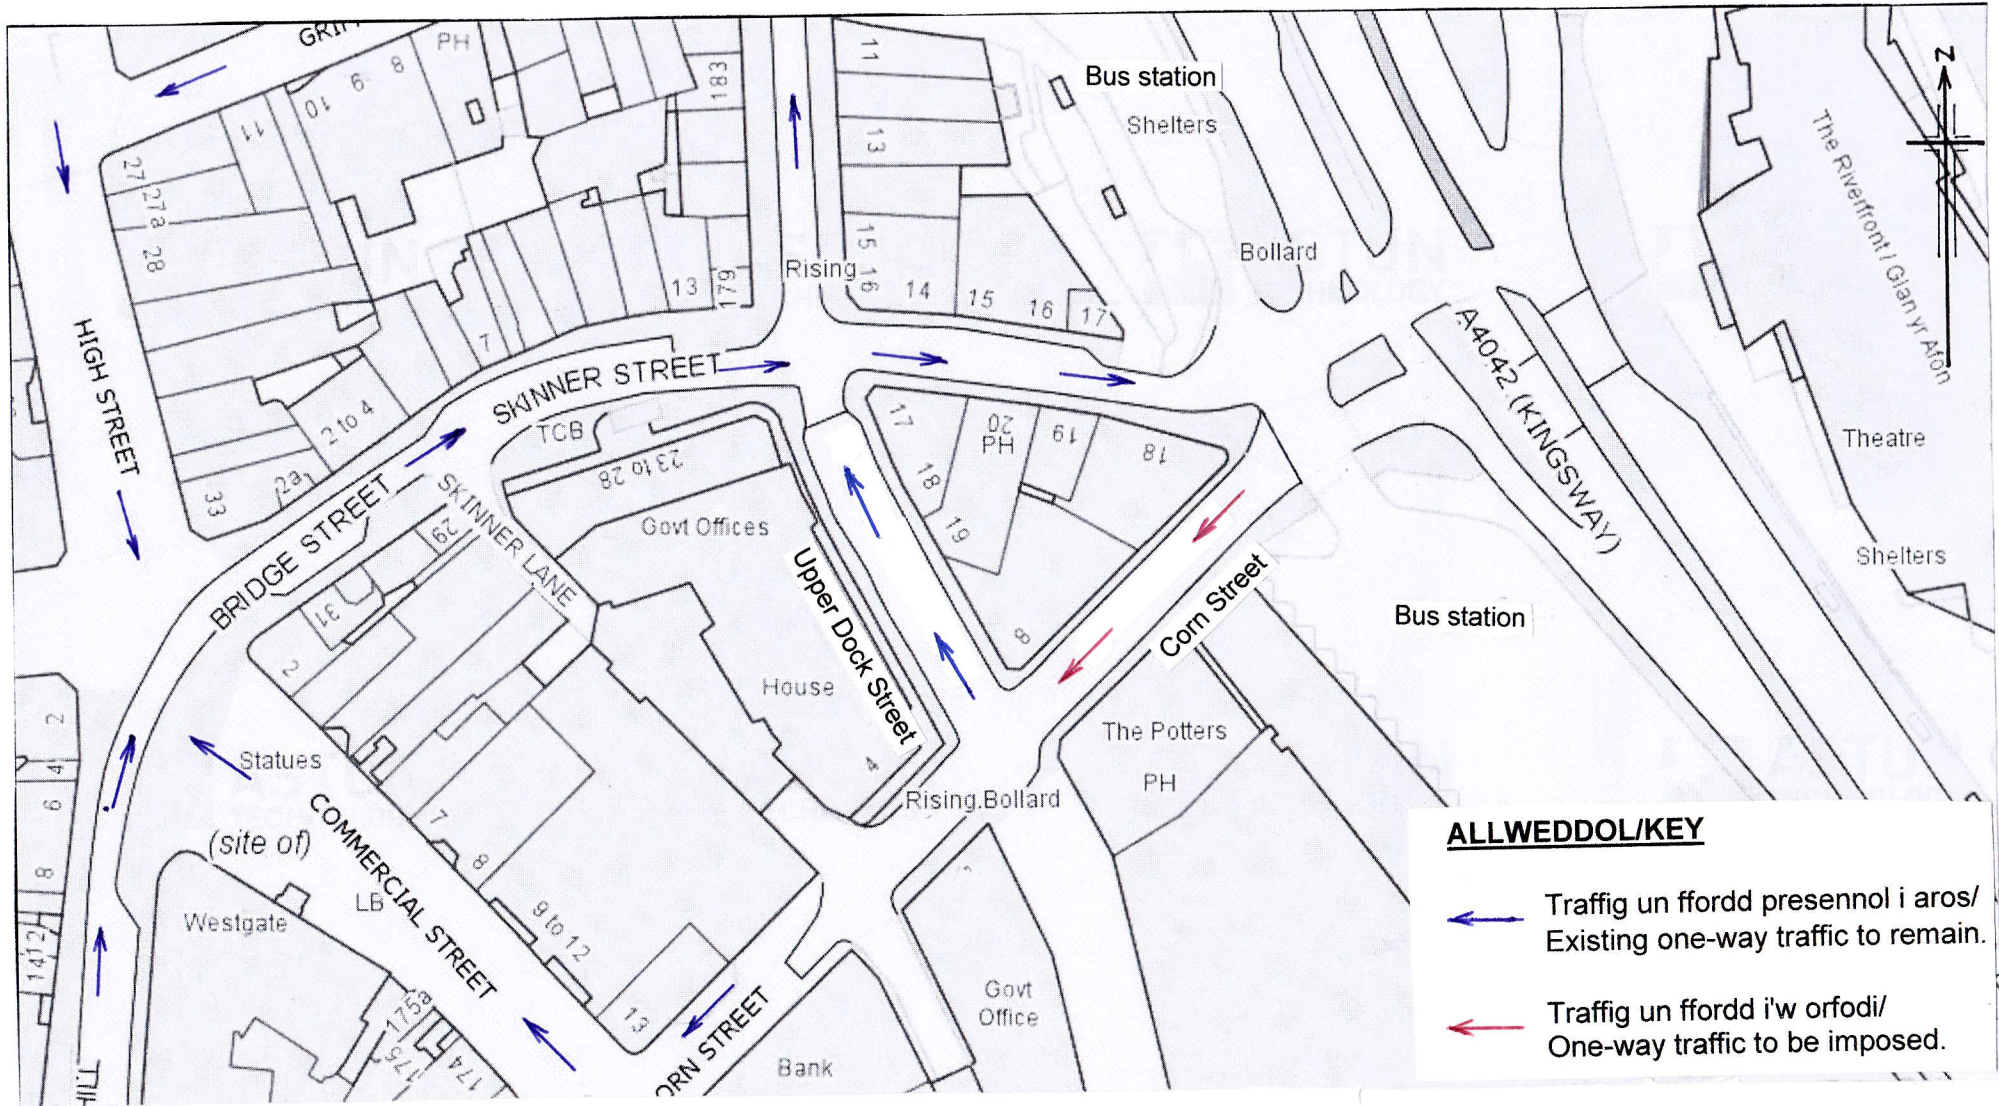 PH
8
9
10
11
183
11
Bus station
Shelters
13
Z
The Riverfront / Glan yr Afon
27
27a
28
15
16
Bollard
Rising
13
179
14
15
16
17
7
HIGH STREET
SKINNER STREET
A4042 (KINGSWAY)
2 to 4
TCB
17
20
PH
19
18
Theatre
33
2a
23 to 28
18
BRIDGE STREET
SKINNER LANE
29
Govt Offices
19
Shelters
31
Upper Dock Street
Corn Street
Bus station
2
8
House
2
4
6
8
Statues
4
The Potters
PH
Rising Bollard
COMMERCIAL STREET
(site of)
7
8
LB
Westgate
9 to 12
12
14
175a
175
174
13
Govt
Office
ORN STREET
Bank
ALLWEDDOL/KEY
Traffig un ffordd presennol i aros/
Existing one-way traffic to remain.
Traffig un ffordd i'w orfodi/
One-way traffic to be imposed.